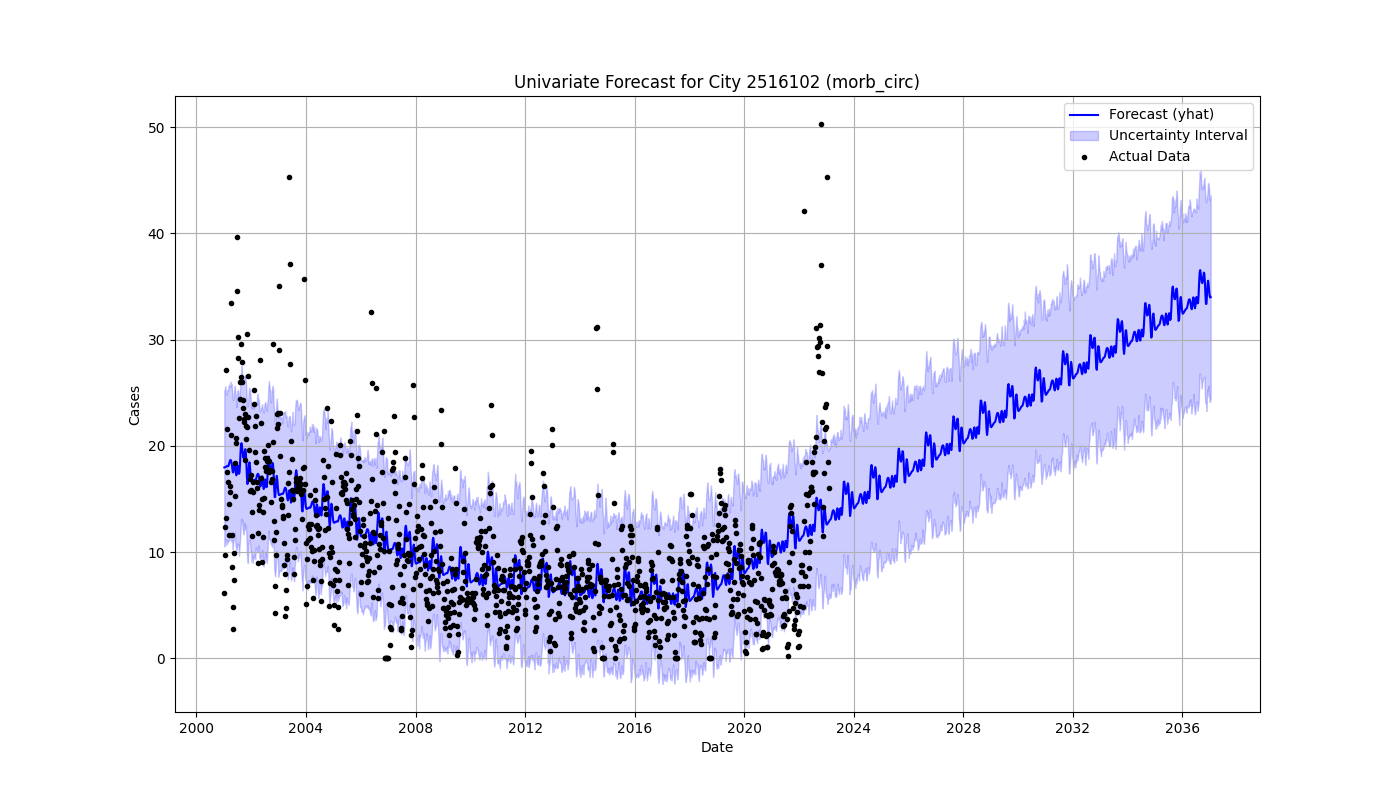 Univariate Forecast for City 2516102 (morb_circ)
Forecast (yhat)
Uncertainty Interval
Actual Data
50
40
30
20
10
0
Cases
2000 2004 2008 2012 2016 2020 2024 2028 2032 2036
Date